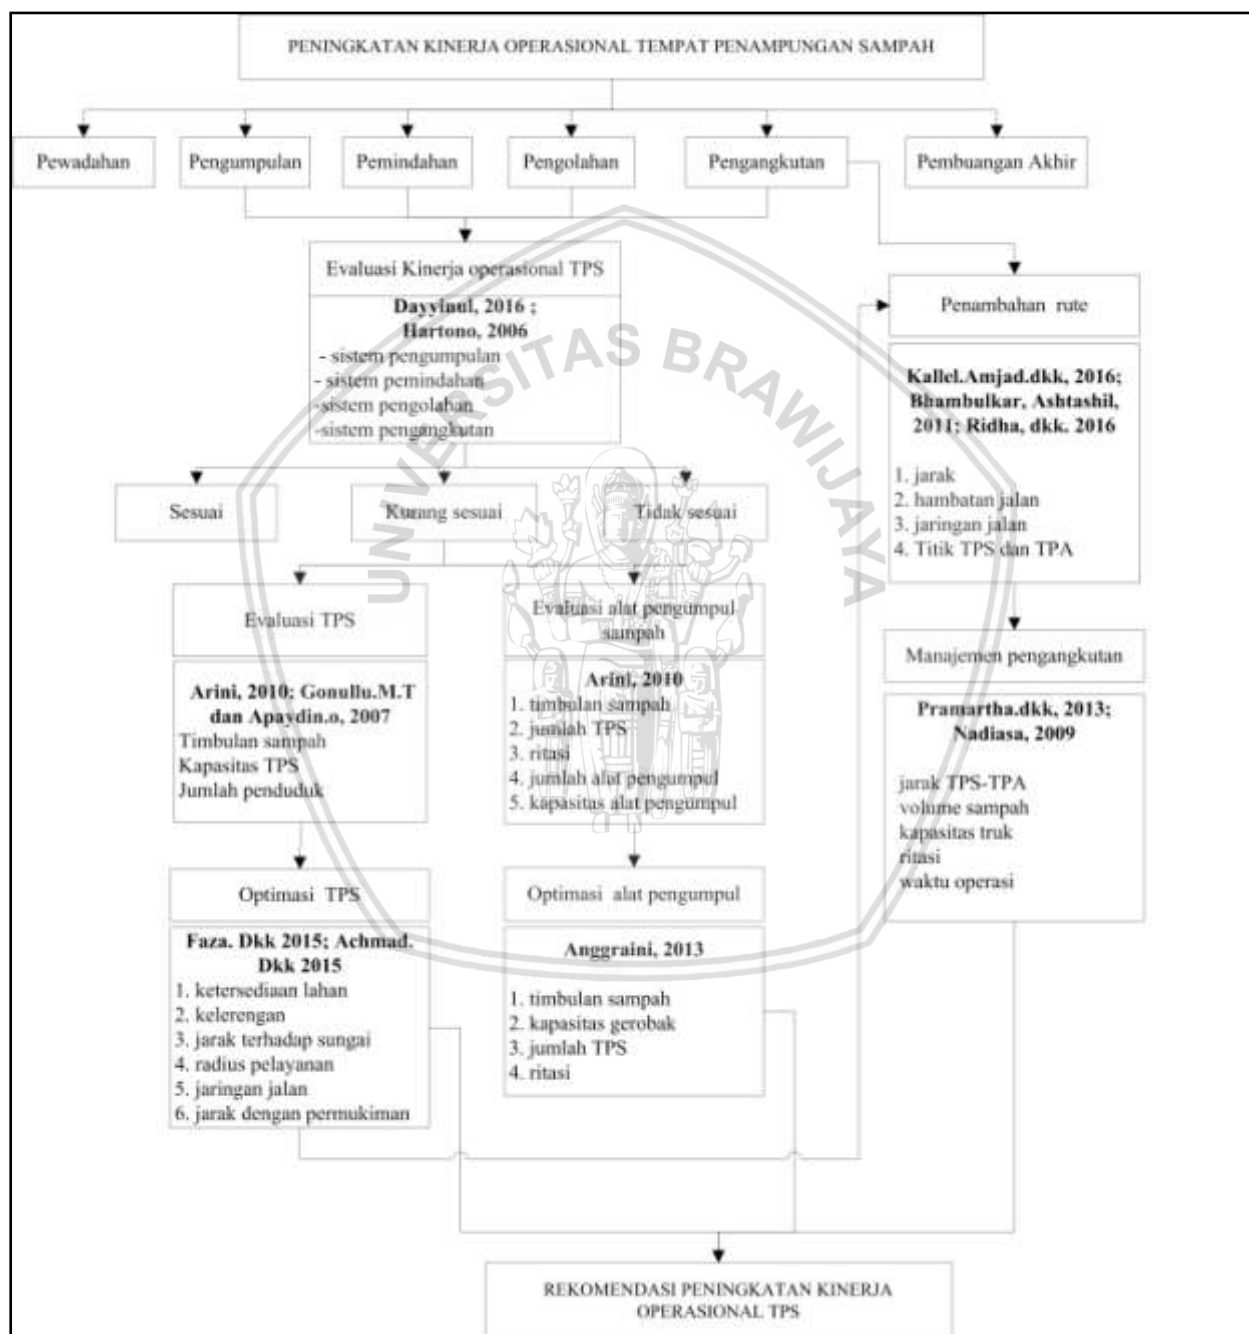 PENINGKATAN KINERJA OPERASIONAL TEMPAT PENAMPUNGAN SAMPAH
Pewadahan
Pengumpulan
Pemindahan
Pengolahan
Pengangkutan
Pembuangan Akhir
Evaluasi Kinerja operasional TPS
Dayyinul, 2016 ;
Hartono, 2006
- sistem pengumpulan
- sistem pemindahan
-sistem pengolahan
-sistem pengangkutan
Penambahan rute
Kallel.Amjad.dkk, 2016;
Bhambulkar, Ashtashil,
2011; Ridha, dkk. 2016
1. jarak
2. hambatan jalan
3. jaringan jalan
4. Titik TPS dan TPA
Sesuai
Kurang sesuai
Tidak sesuai
Evaluasi TPS
Arini, 2010; Gonullu.M.T
dan Apaydin.o, 2007
Timbulan sampah
Kapasitas TPS
Jumlah penduduk
Evaluasi alat pengumpul
sampah
Arini, 2010
1. timbulan sampah
2. jumlah TPS
3. ritasi
4. jumlah alat pengumpul
5. kapasitas alat pengumpul
Manajemen pengangkutan
Pramartha.dkk, 2013;
Nadiasa, 2009
jarak TPS-TPA
volume sampah
kapasitas truk
ritasi
waktu operasi
Optimasi TPS
Faza. Dkk 2015; Achmad.
Dkk 2015
1. ketersediaan lahan
2. kelerengan
3. jarak terhadap sungai
4. radius pelayanan
5. jaringan jalan
6. jarak dengan permukiman
Optimasi alat pengumpul
Anggraini, 2013
1. timbulan sampah
2. kapasitas gerobak
3. jumlah TPS
4. ritasi
REKOMENDASI PENINGKATAN KINERJA
OPERASIONAL TPS
UNIVERSITAS BRAWIJAYA